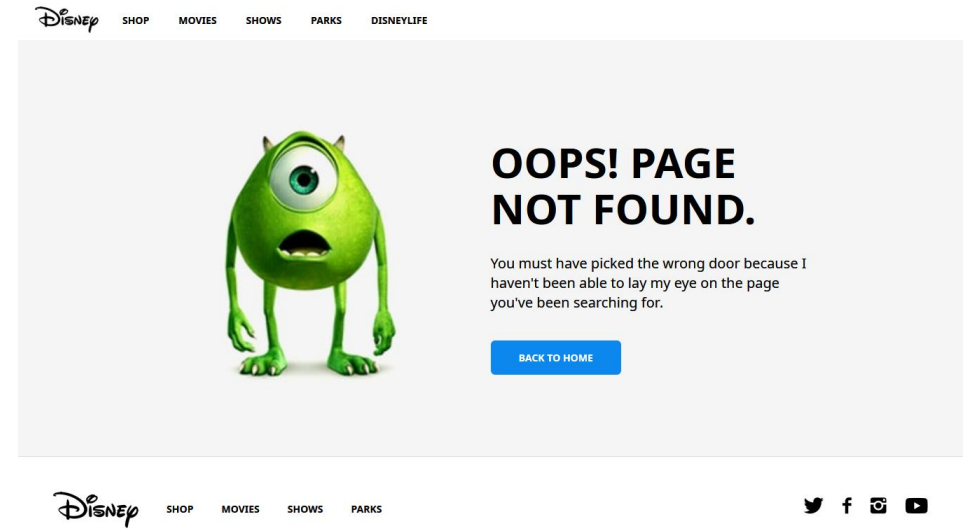 Disney SHOP MOVIES SHOWS PARKS DISNEYLIFE
OOPS! PAGE
NOT FOUND.
You must have picked the wrong door because I
haven't been able to lay my eye on the page
you've been searching for.
BACK TO HOME
Disney SHOP MOVIES SHOWS PARKS